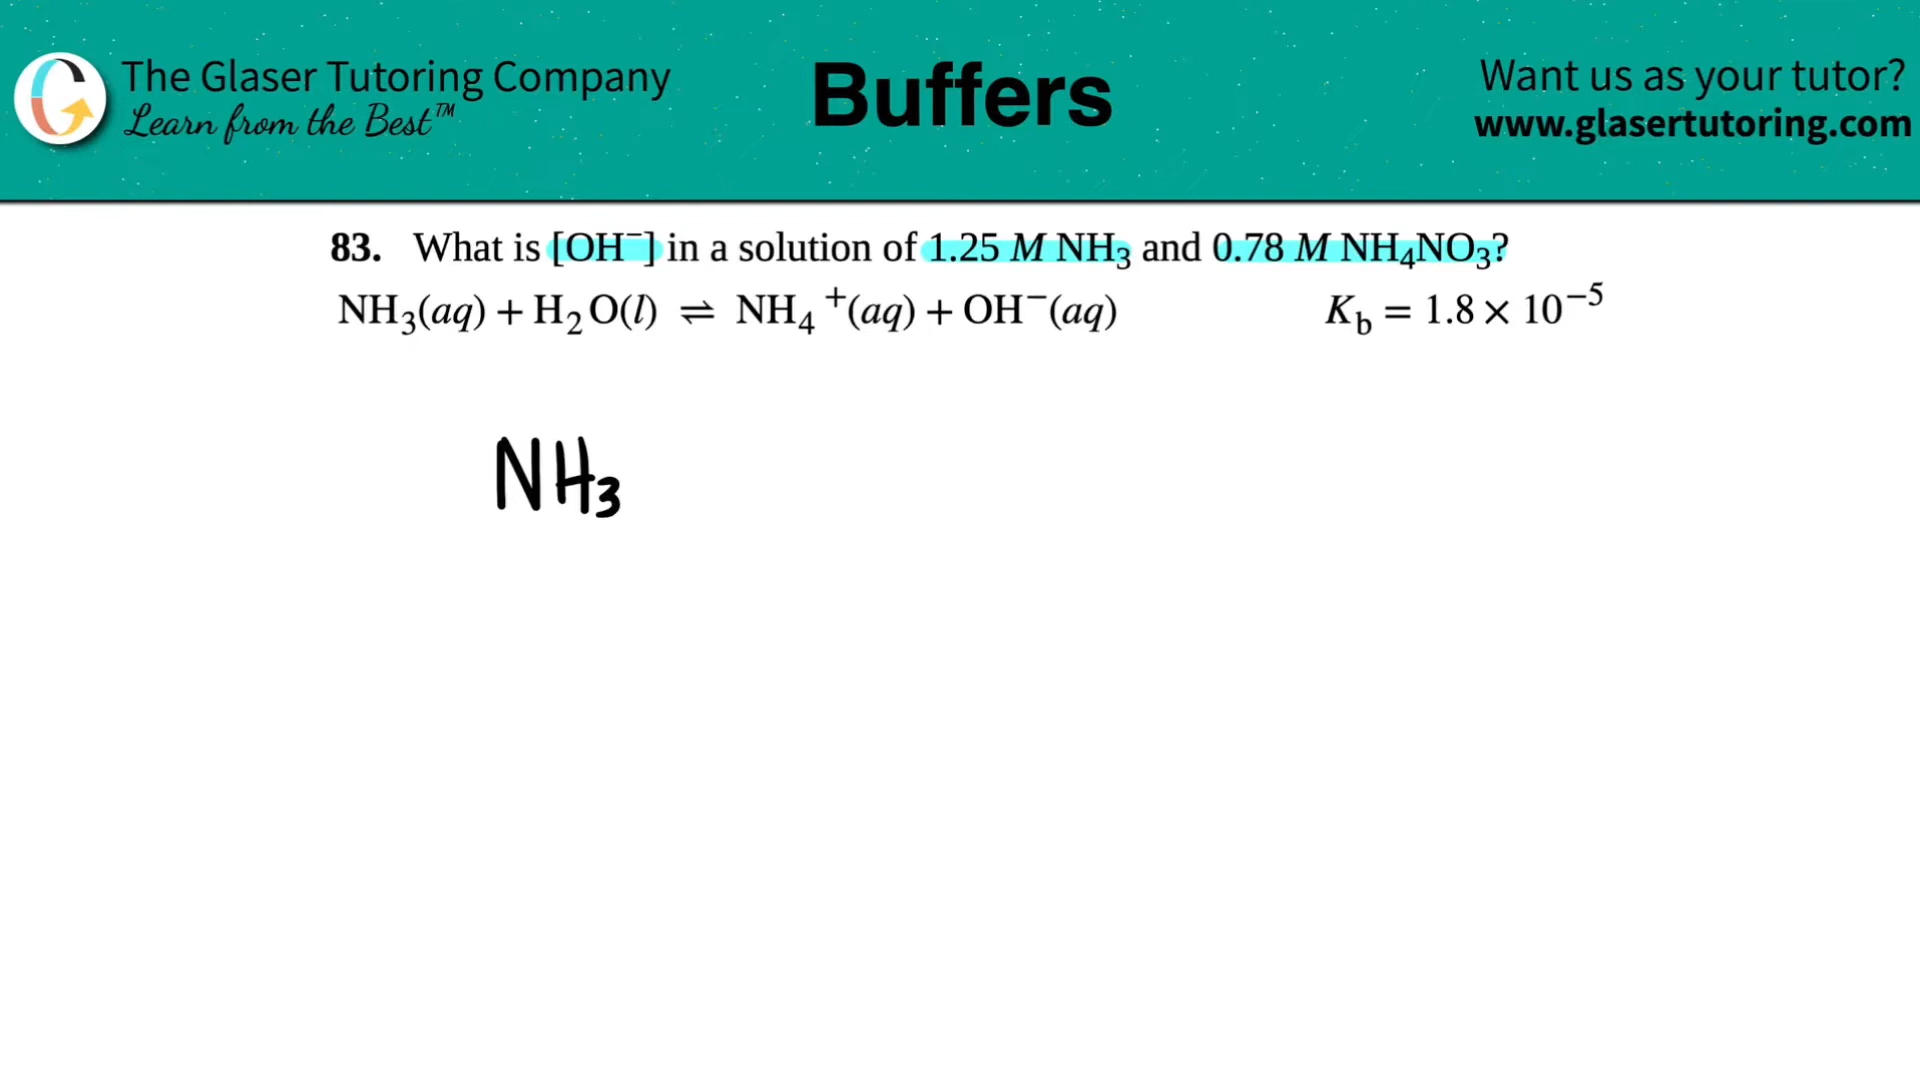 The Glaser Tutoring Company
Learn from the Best™
Buffers
Want us as your tutor?
www.glasertutoring.com
83. What is [OH⁻] in a solution of 1.25 M NH₃ and 0.78 M NH₄NO₃?
NH₃(aq) + H₂O(l) ⇌ NH₄⁺(aq) + OH⁻(aq) K_b = 1.8 × 10⁻⁵
NH₃